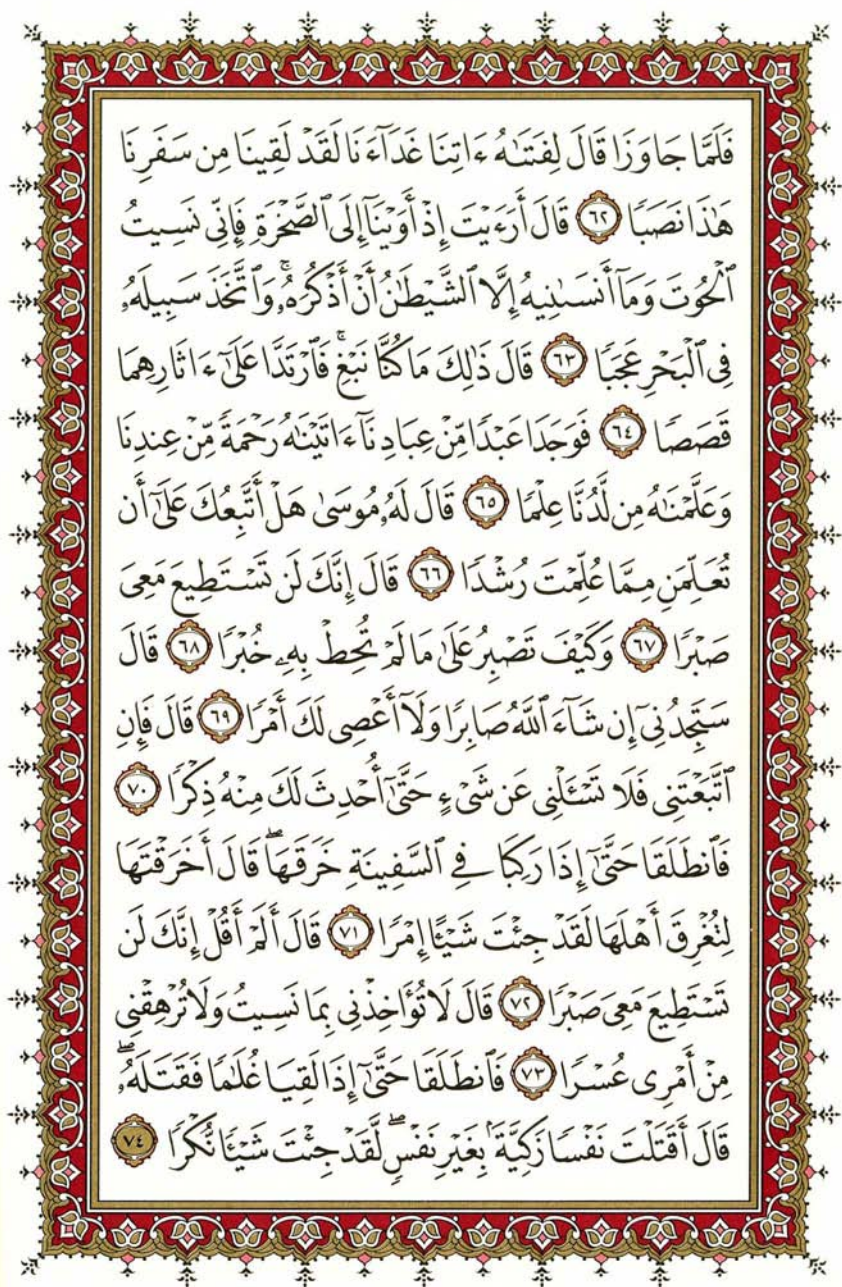 فَلَمَّا جَاوَزَا قَالَ لِفَتَىٰهُ ءَاتِنَا غَدَآءَنَا لَقَدۡ لَقِينَا مِن سَفَرِنَا
هَٰذَا نَصَبٗا ٦٢ قَالَ أَرَءَيۡتَ إِذۡ أَوَيۡنَآ إِلَى ٱلصَّخۡرَةِ فَإِنِّي نَسِيتُ
ٱلۡحُوتَ وَمَآ أَنسَىٰنِيهُ إِلَّا ٱلشَّيۡطَٰنُ أَنۡ أَذۡكُرَهُۥۚ وَٱتَّخَذَ سَبِيلَهُۥ
فِي ٱلۡبَحۡرِ عَجَبٗا ٦٣ قَالَ ذَٰلِكَ مَا كُنَّا نَبۡغِۚ فَٱرۡتَدَّا عَلَىٰٓ ءَاثَارِهِمَا
قَصَصٗا ٦٤ فَوَجَدَا عَبۡدٗا مِّنۡ عِبَادِنَآ ءَاتَيۡنَٰهُ رَحۡمَةٗ مِّنۡ عِندِنَا
وَعَلَّمۡنَٰهُ مِن لَّدُنَّا عِلۡمٗا ٦٥ قَالَ لَهُۥ مُوسَىٰ هَلۡ أَتَّبِعُكَ عَلَىٰٓ أَن
تُعَلِّمَنِ مِمَّا عُلِّمۡتَ رُشۡدٗا ٦٦ قَالَ إِنَّكَ لَن تَسۡتَطِيعَ مَعِيَ
صَبۡرٗا ٦٧ وَكَيۡفَ تَصۡبِرُ عَلَىٰ مَا لَمۡ تُحِطۡ بِهِۦ خُبۡرٗا ٦٨ قَالَ
سَتَجِدُنِيٓ إِن شَآءَ ٱللَّهُ صَابِرٗا وَلَآ أَعۡصِي لَكَ أَمۡرٗا ٦٩ قَالَ فَإِنِ
ٱتَّبَعۡتَنِي فَلَا تَسۡـَٔلۡنِي عَن شَيۡءٍ حَتَّىٰٓ أُحۡدِثَ لَكَ مِنۡهُ ذِكۡرٗا ٧٠
فَٱنطَلَقَا حَتَّىٰٓ إِذَا رَكِبَا فِي ٱلسَّفِينَةِ خَرَقَهَاۖ قَالَ أَخَرَقۡتَهَا
لِتُغۡرِقَ أَهۡلَهَا لَقَدۡ جِئۡتَ شَيۡـًٔا إِمۡرٗا ٧١ قَالَ أَلَمۡ أَقُلۡ إِنَّكَ لَن
تَسۡتَطِيعَ مَعِيَ صَبۡرٗا ٧٢ قَالَ لَا تُؤَاخِذۡنِي بِمَا نَسِيتُ وَلَا تُرۡهِقۡنِي
مِنۡ أَمۡرِي عُسۡرٗا ٧٣ فَٱنطَلَقَا حَتَّىٰٓ إِذَا لَقِيَا غُلَٰمٗا فَقَتَلَهُۥۖ
قَالَ أَقَتَلۡتَ نَفۡسٗا زَكِيَّةَۢ بِغَيۡرِ نَفۡسٖۖ لَّقَدۡ جِئۡتَ شَيۡـٔٗا نُّكۡرٗا ٧٤